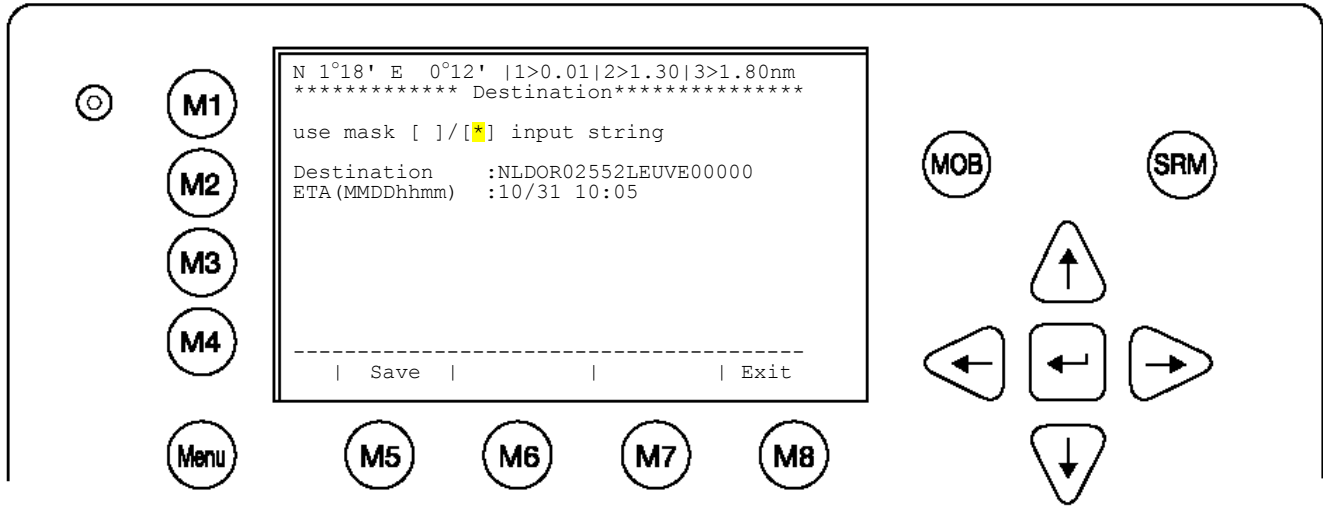 N 1°18' E  0°12' |1>0.01|2>1.30|3>1.80nm
************* Destination***************
use mask [ ]/[*] input string
Destination    :NLDOR02552LEUVE00000
ETA(MMDDhhmm)  :10/31 10:05
----------------------------------------
| Save |          |         | Exit
M1
M2
M3
M4
Menu
M5
M6
M7
M8
MOB
SRM